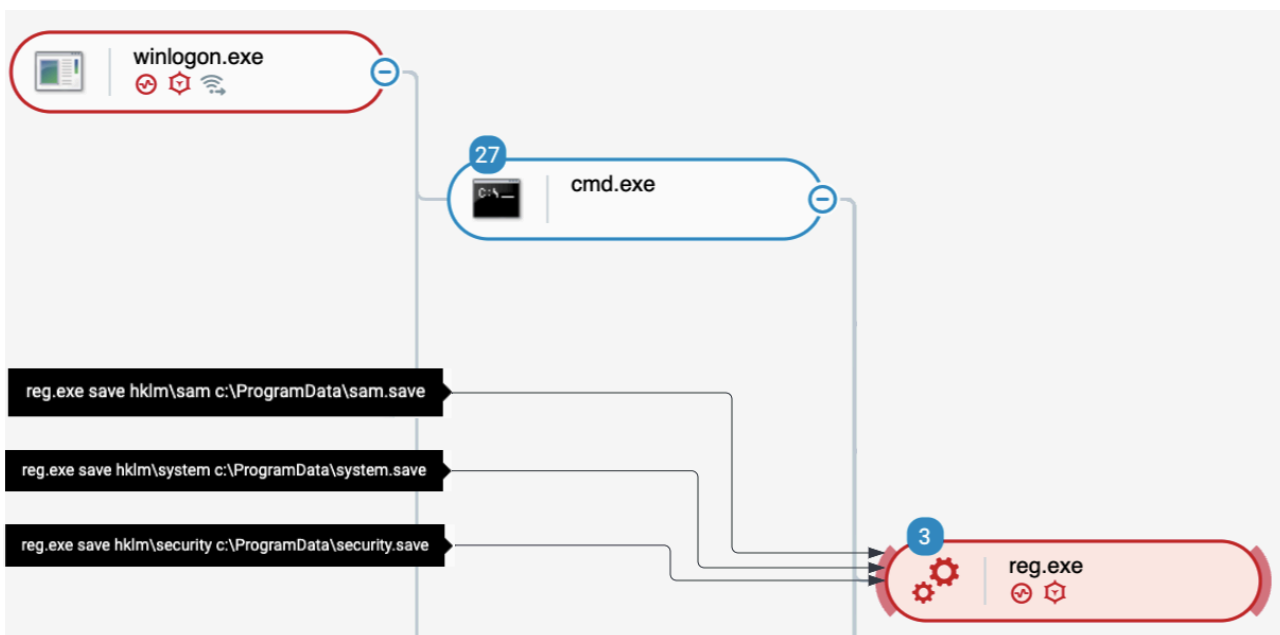 winlogon.exe
27
cmd.exe
C:\_
reg.exe save hklm\sam c:\ProgramData\sam.save
reg.exe save hklm\system c:\ProgramData\system.save
reg.exe save hklm\security c:\ProgramData\security.save
3
reg.exe